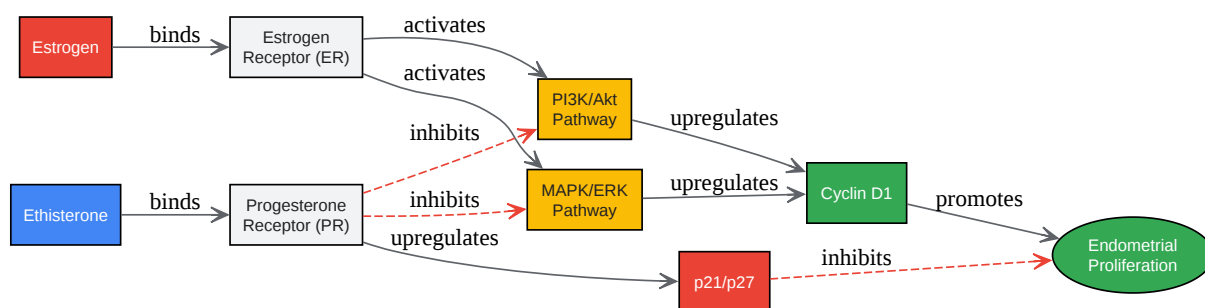 Estrogen
binds
Estrogen
Receptor (ER)
activates
activates
PI3K/Akt
Pathway
upregulates
inhibits
Ethisterone
binds
Progesterone
Receptor (PR)
inhibits
MAPK/ERK
Pathway
upregulates
Cyclin D1
promotes
upregulates
p21/p27
inhibits
Endometrial
Proliferation